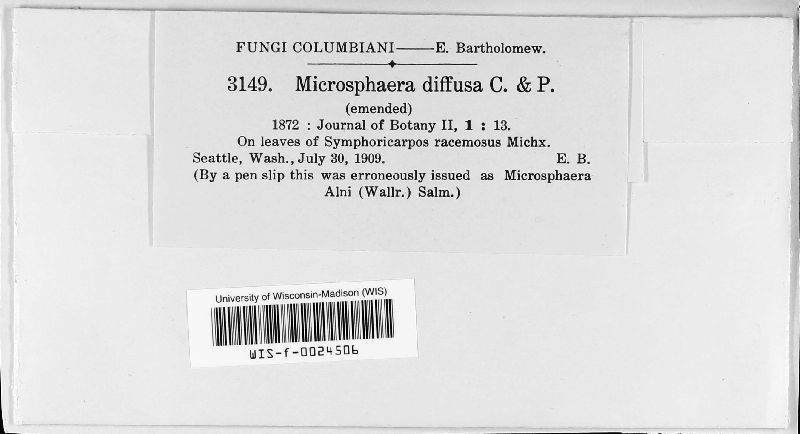 FUNGI COLUMBIANI——E. Bartholomew.
3149. Microsphaera diffusa C. & P.
(emended)
1872 : Journal of Botany II, 1 : 13.
On leaves of Symphoricarpos racemosus Michx.
Seattle, Wash., July 30, 1909. E. B.
(By a pen slip this was erroneously issued as Microsphaera
Alni (Wallr.) Salm.)
University of Wisconsin-Madison (WIS)
WIS-f-0024506